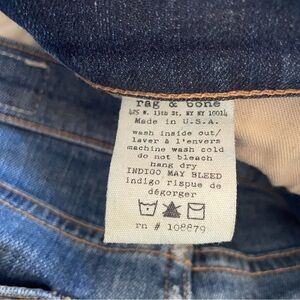 rag & bone
425 W. 13th St, NY NY 10014
Made in U.S.A.
wash inside out/
laver à l'envers
machine wash cold
do not bleach
hang dry
INDIGO MAY BLEED
indigo rispue de
dégorger
rn # 108879